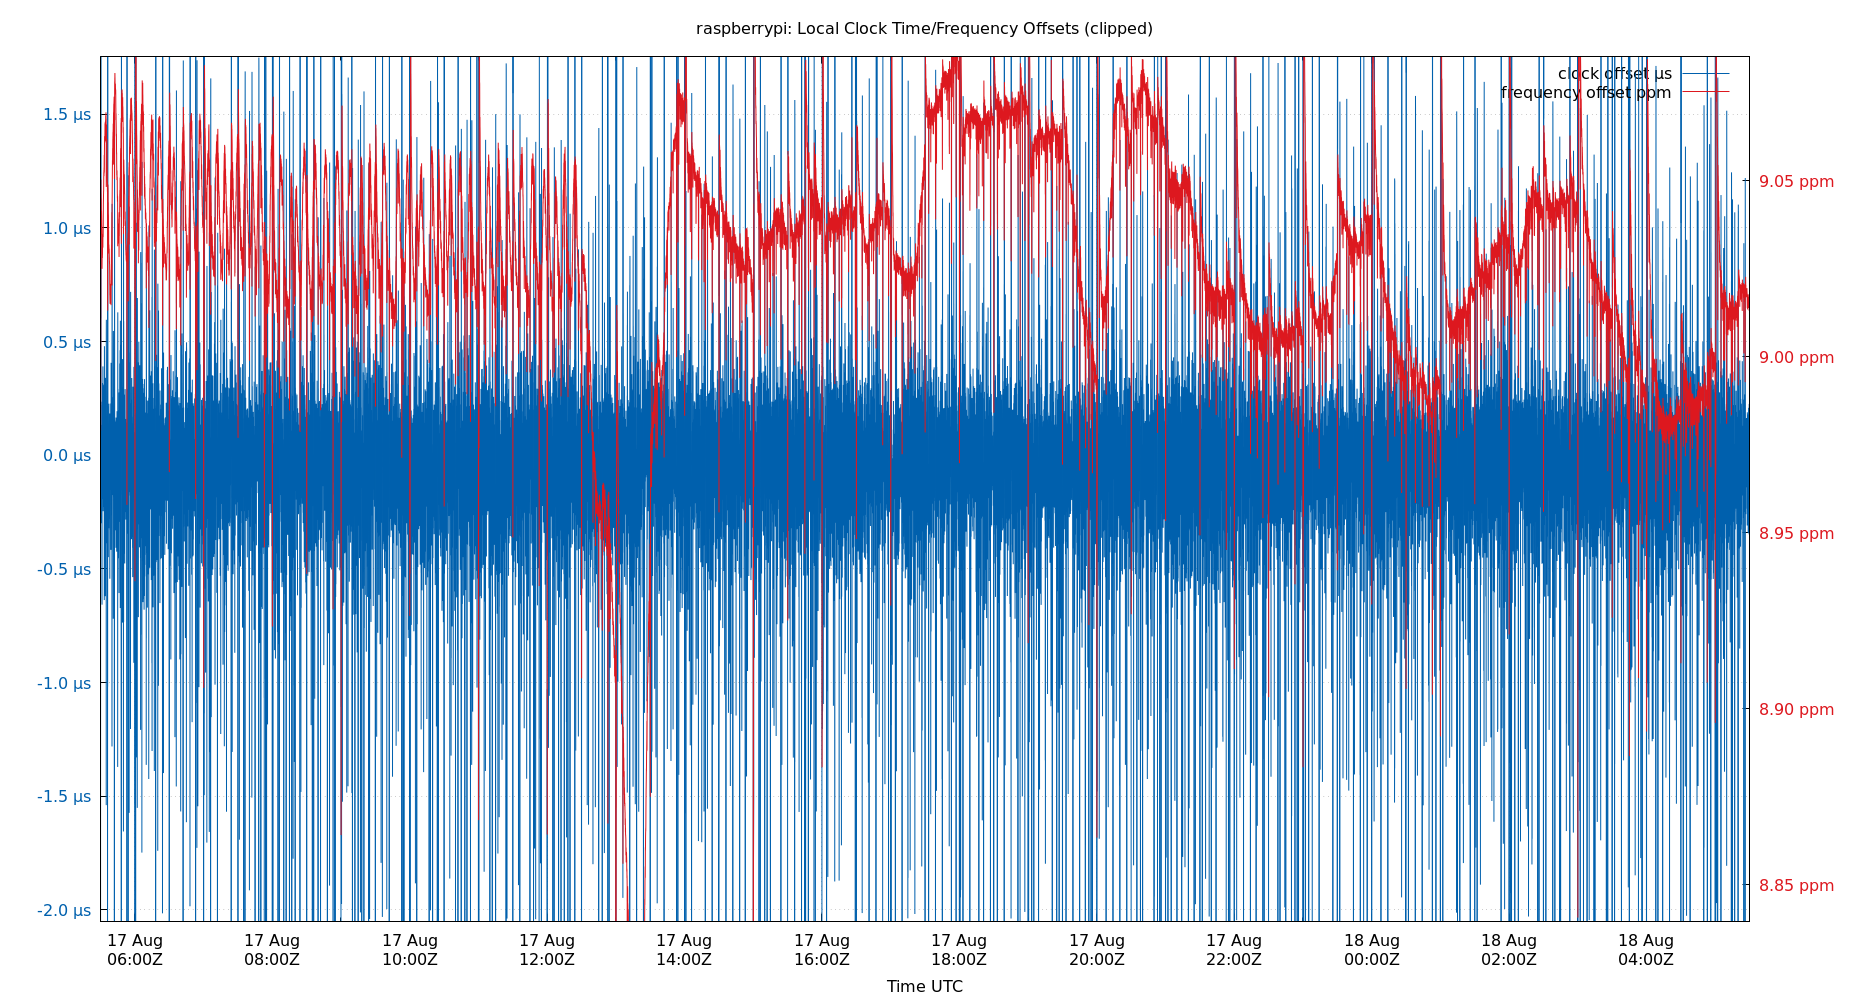 raspberrypi: Local Clock Time/Frequency Offsets (clipped)
clock offset µs
frequency offset ppm
1.5 µs
1.0 µs
0.5 µs
0.0 µs
-0.5 µs
-1.0 µs
-1.5 µs
-2.0 µs
9.05 ppm
9.00 ppm
8.95 ppm
8.90 ppm
8.85 ppm
17 Aug 17 Aug 17 Aug 17 Aug 17 Aug 17 Aug 17 Aug 17 Aug 17 Aug 18 Aug 18 Aug 18 Aug
06:00Z 08:00Z 10:00Z 12:00Z 14:00Z 16:00Z 18:00Z 20:00Z 22:00Z 00:00Z 02:00Z 04:00Z
Time UTC